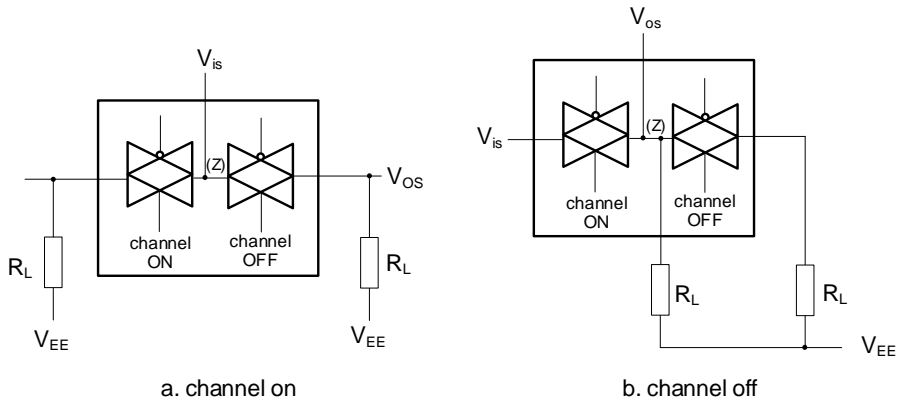 V_is
(Z)
V_OS
channel
ON
channel
OFF
R_L
R_L
V_EE
V_EE
a. channel on
V_os
V_is
(Z)
channel
ON
channel
OFF
R_L
R_L
V_EE
b. channel off